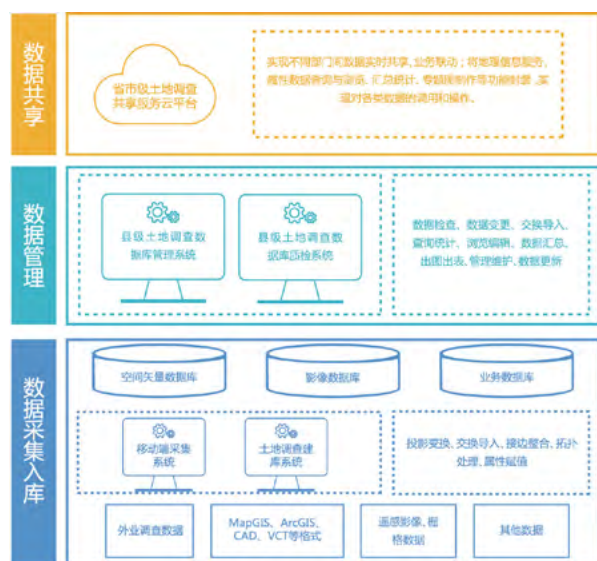 数据共享
省市级土地调查
共享服务云平台
实现不同部门间数据实时共享、业务联动；将地理信息服务、
属性数据查询与浏览、汇总统计、专题图制作等功能封装，实
现对各类数据的调用和操作。
数据管理
县级土地调查数
据库管理系统
县级土地调查数
据库质检系统
数据检查、数据变更、交换导入、
查询统计、浏览编辑、数据汇总、
出图出表、管理维护、数据更新
数据采集入库
空间矢量数据库
影像数据库
业务数据库
移动端采集
系统
土地调查建
库系统
投影变换、交换导入、接边整合、拓扑
处理、属性赋值
外业调查数据
MapGIS、ArcGIS、
CAD、VCT等格式
遥感影像、栅
格数据
其他数据